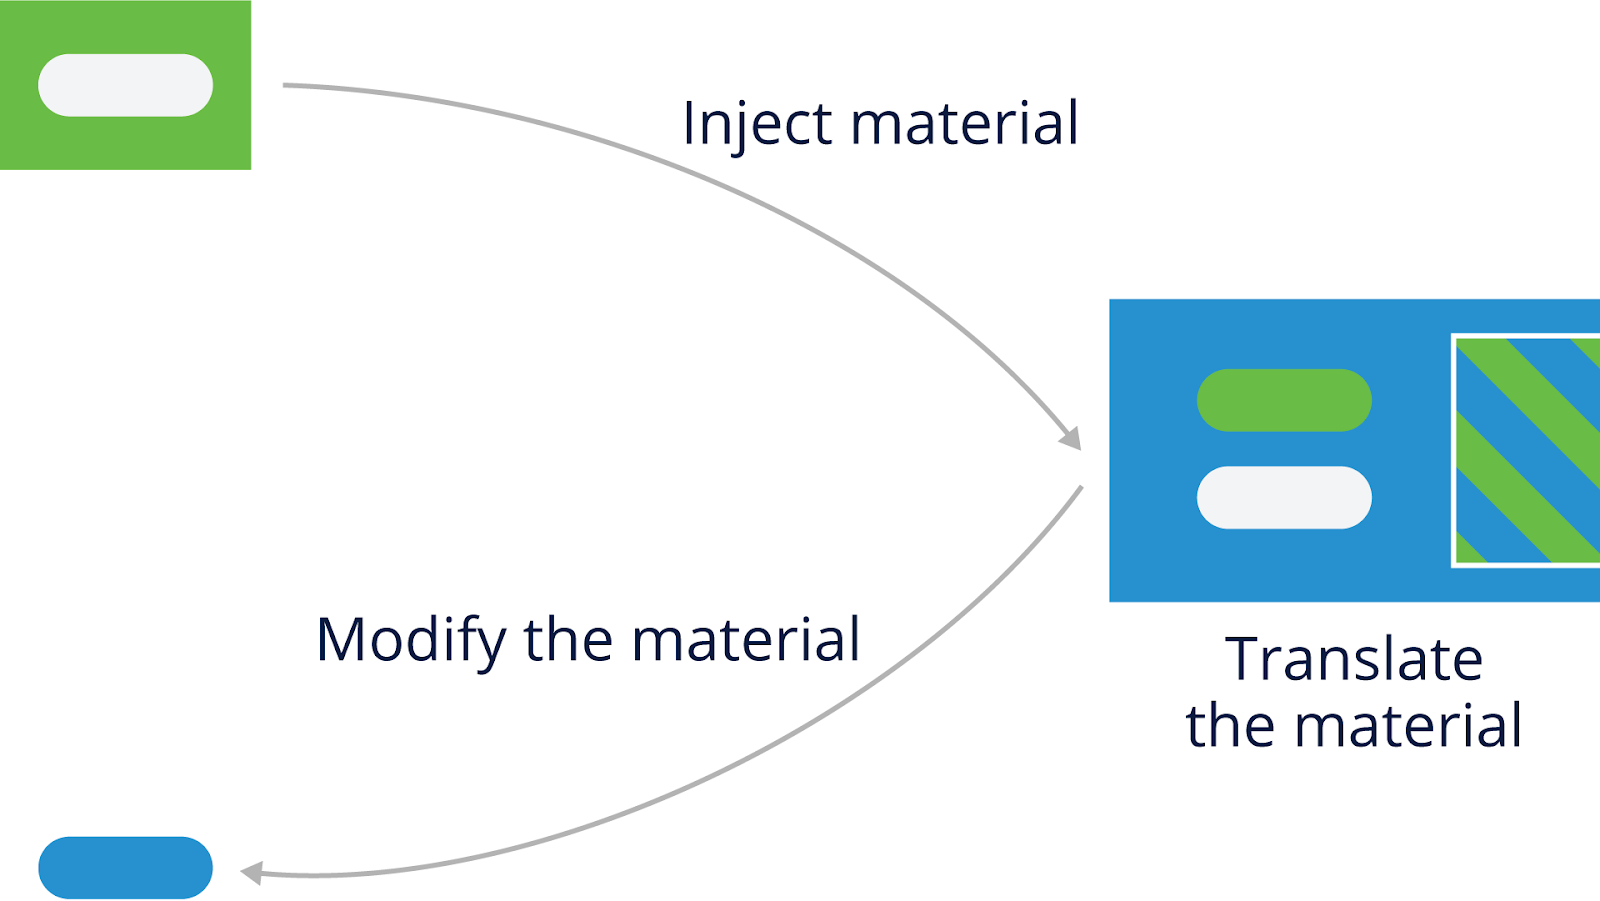 Inject material
Modify the material
Translate
the material